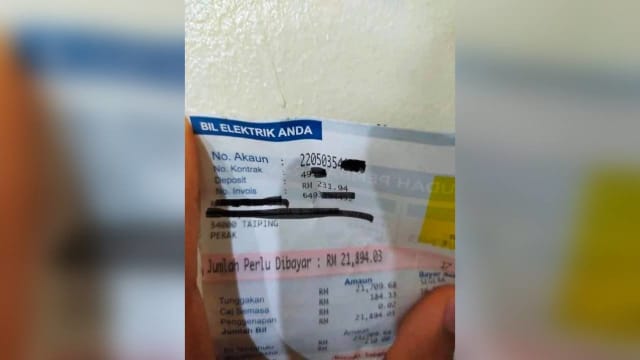 BIL ELEKTRIK ANDA
No. Akaun : 22050354
No. Kontrak : 49
Deposit : RM 231.94
No. Invois : 649
34000 TAIPING
PERAK
Jumlah Perlu Dibayar : RM 21,894.03
Amaun
Tunggakan RM 21,709.68
Caj Semasa RM 184.33
Penggenapan RM 0.02
Jumlah Bil RM 21,894.03